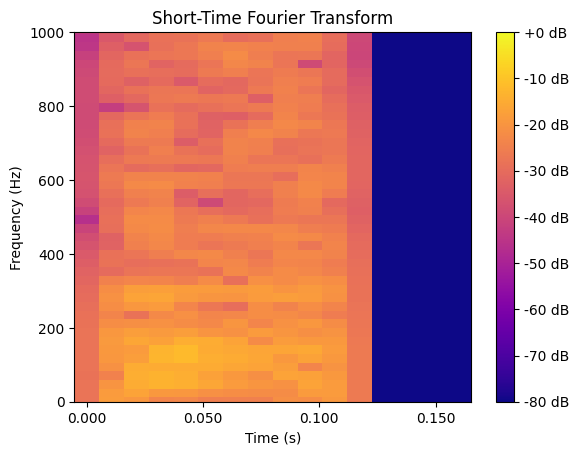 Short-Time Fourier Transform
Frequency (Hz)
1000
800
600
400
200
0
0.000
0.050
0.100
0.150
Time (s)
+0 dB
-10 dB
-20 dB
-30 dB
-40 dB
-50 dB
-60 dB
-70 dB
-80 dB